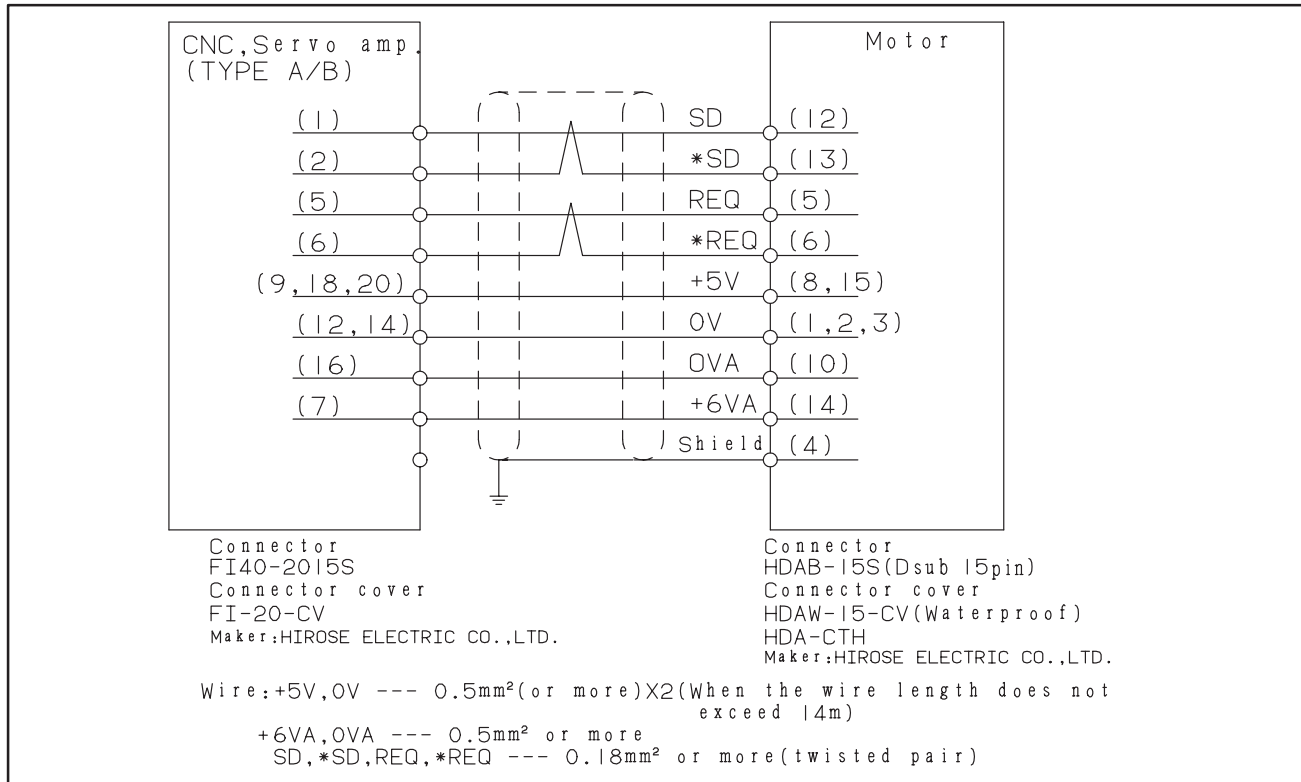 CNC,Servo amp.
(TYPE A/B)
Motor
(1) SD (12)
(2) *SD (13)
(5) REQ (5)
(6) *REQ (6)
(9,18,20) +5V (8,15)
(12,14) 0V (1,2,3)
(16) 0VA (10)
(7) +6VA (14)
Shield (4)
Connector
FI40-2015S
Connector cover
FI-20-CV
Maker:HIROSE ELECTRIC CO.,LTD.
Connector
HDAB-15S(Dsub 15pin)
Connector cover
HDAW-15-CV(Waterproof)
HDA-CTH
Maker:HIROSE ELECTRIC CO.,LTD.
Wire:+5V,0V --- 0.5mm²(or more)X2(When the wire length does not
exceed 14m)
+6VA,0VA --- 0.5mm² or more
SD,*SD,REQ,*REQ --- 0.18mm² or more(twisted pair)